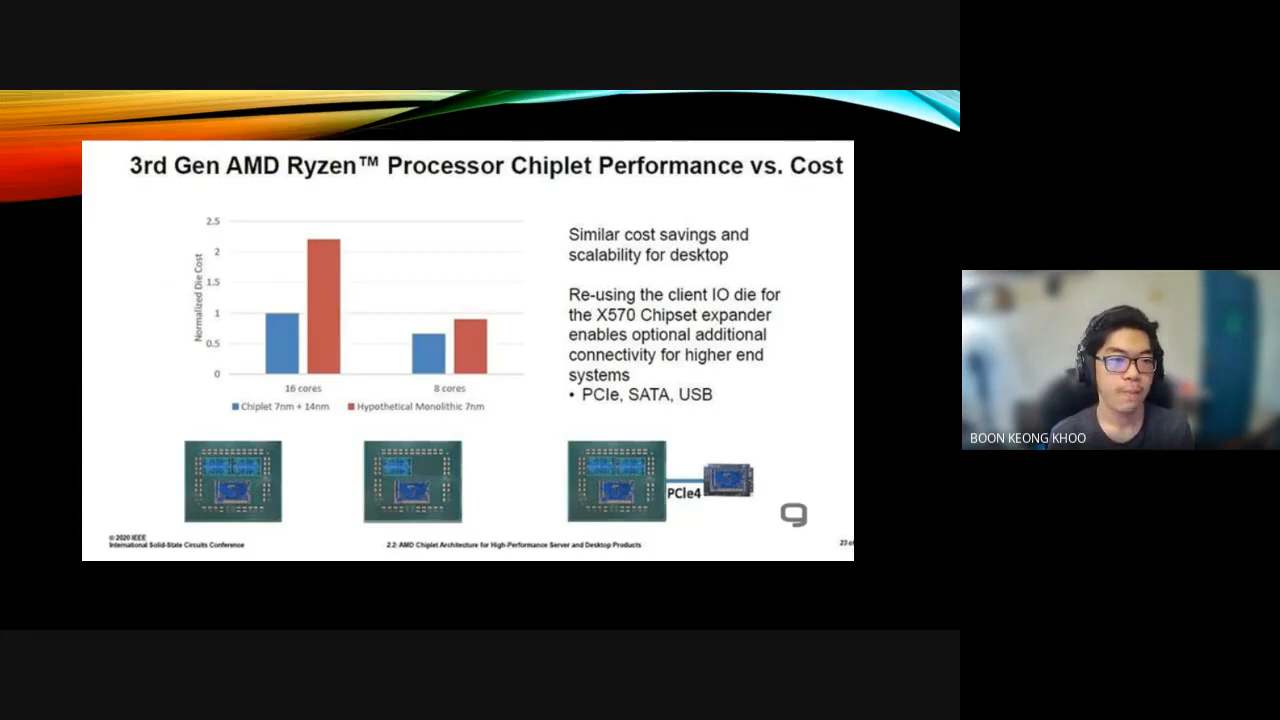 3rd Gen AMD Ryzen™ Processor Chiplet Performance vs. Cost
2.5
2
1.5
1
0.5
0
Normalized Die Cost
16 cores
8 cores
Chiplet 7nm + 14nm
Hypothetical Monolithic 7nm
Similar cost savings and
scalability for desktop
Re-using the client IO die for
the X570 Chipset expander
enables optional additional
connectivity for higher end
systems
• PCIe, SATA, USB
PCIe4
© 2020 IEEE
International Solid-State Circuits Conference
2.2: AMD Chiplet Architecture for High-Performance Server and Desktop Products
23 of
BOON KEONG KHOO